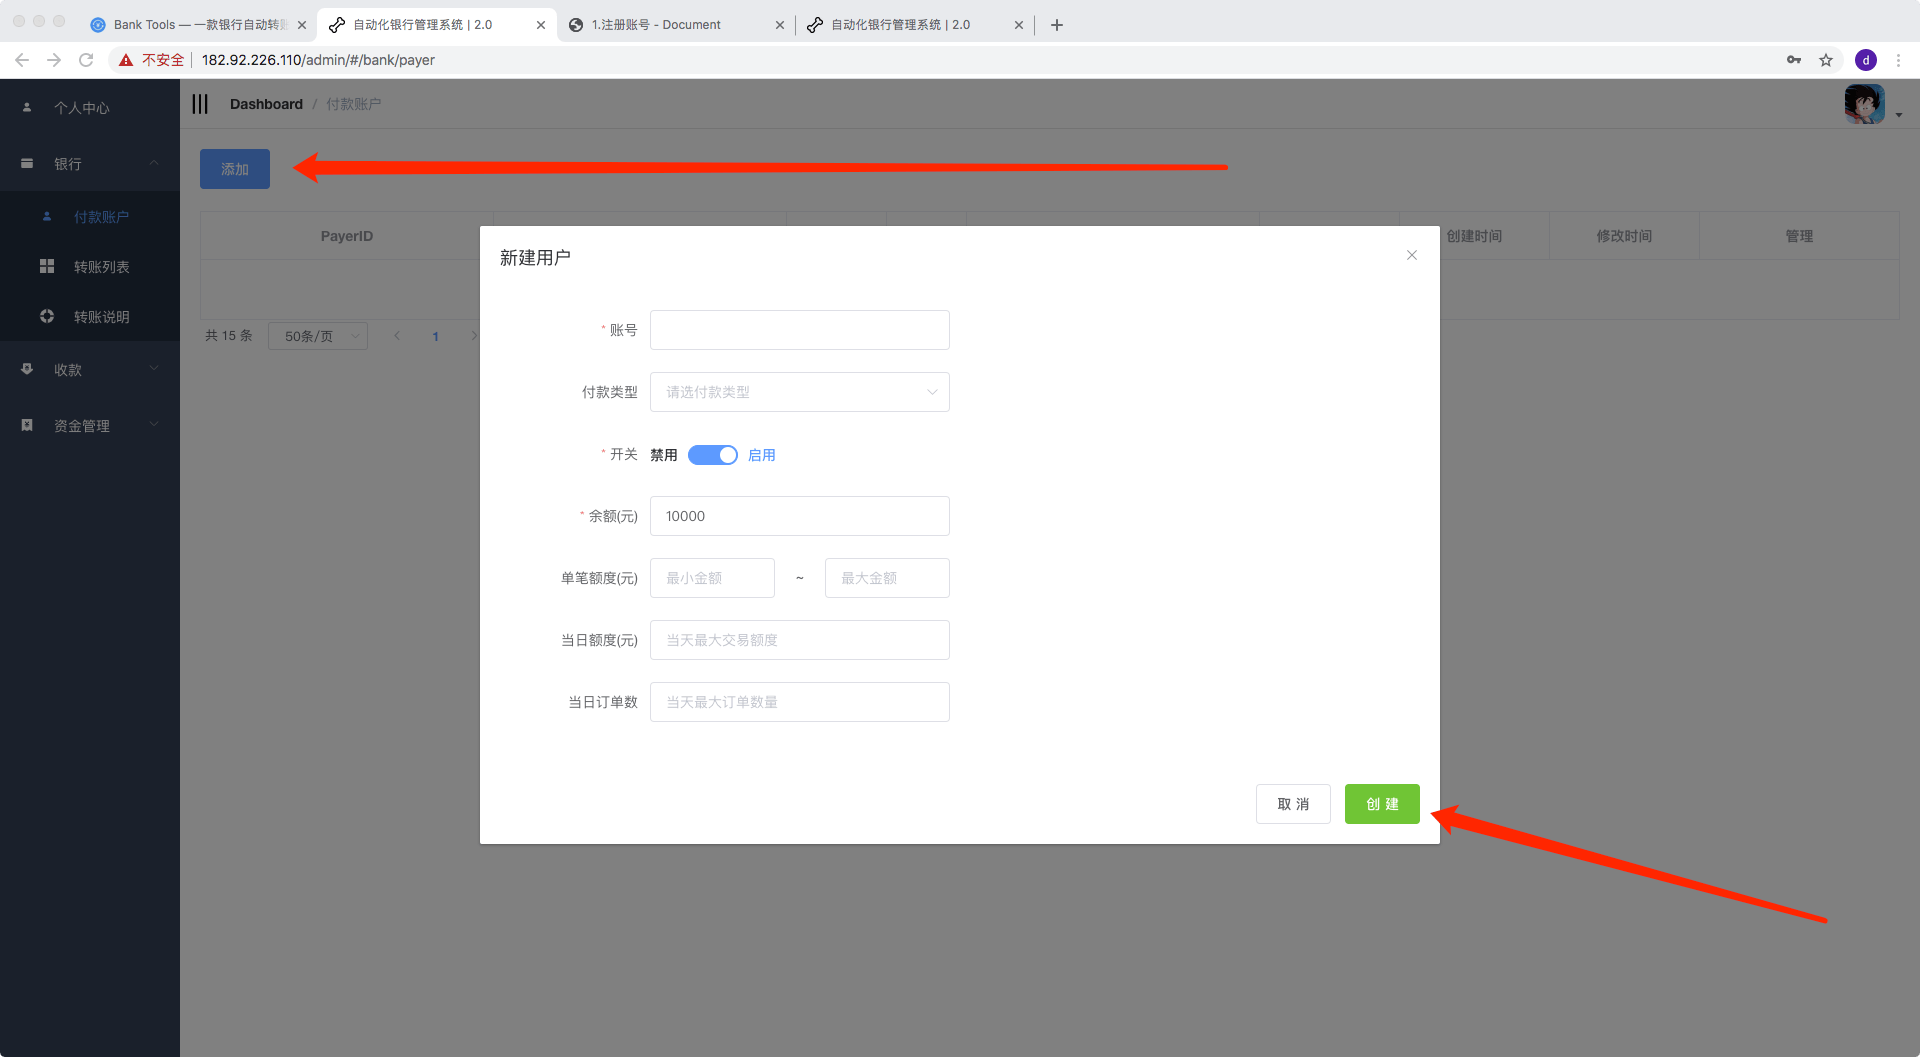 Bank Tools — 一款银行自动转账
自动化银行管理系统 | 2.0
1.注册账号 - Document
自动化银行管理系统 | 2.0
不安全
182.92.226.110/admin/#/bank/payer
d
个人中心
银行
付款账户
转账列表
转账说明
收款
资金管理
Dashboard / 付款账户
添加
PayerID
创建时间
修改时间
管理
共 15 条
50条/页
1
新建用户
* 账号
付款类型
请选付款类型
* 开关
禁用
启用
* 余额(元)
10000
单笔额度(元)
最小金额
~
最大金额
当日额度(元)
当天最大交易额度
当日订单数
当天最大订单数量
取 消
创 建